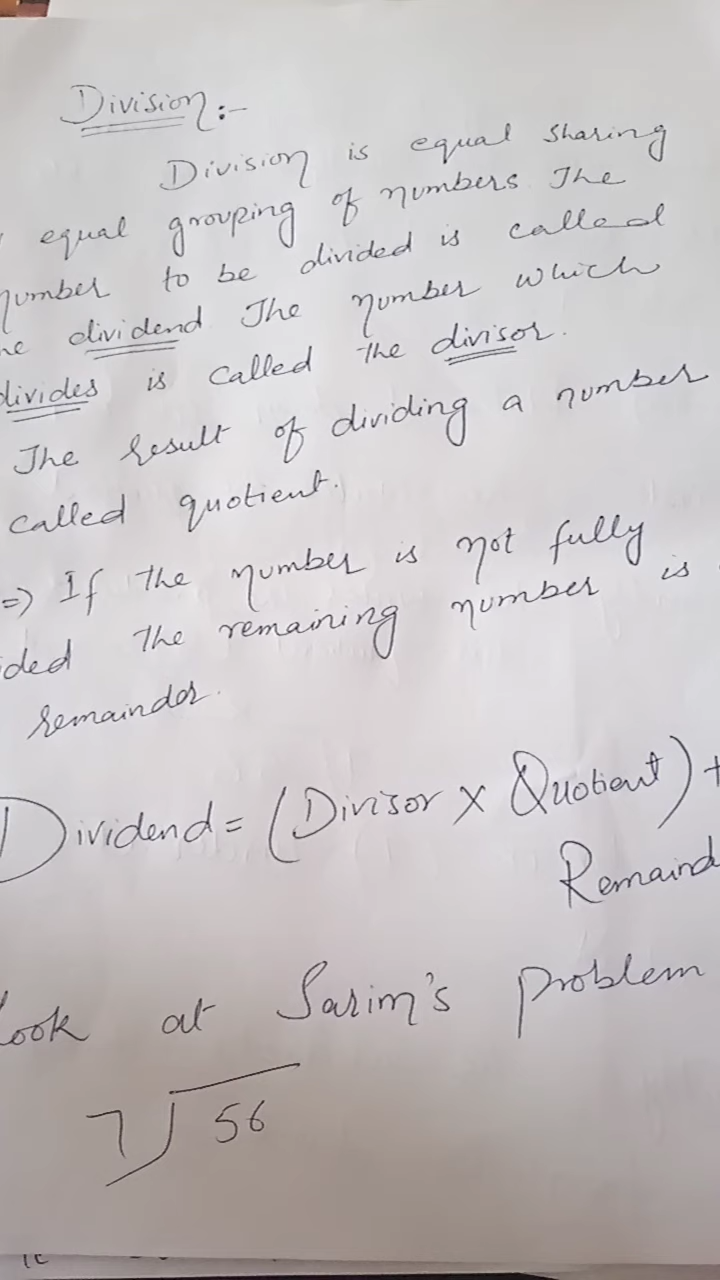 Division:-
Division is equal sharing
equal grouping of numbers The
number to be divided is called
dividend The number which
divides is called the divisor.
The result of dividing a number
called quotient.
=) If the number is not fully
ded the remaining number is
remaindor.
Dividend = (Divisor x Quotient) +
Remaind
Look at Sarim's problem
7 56